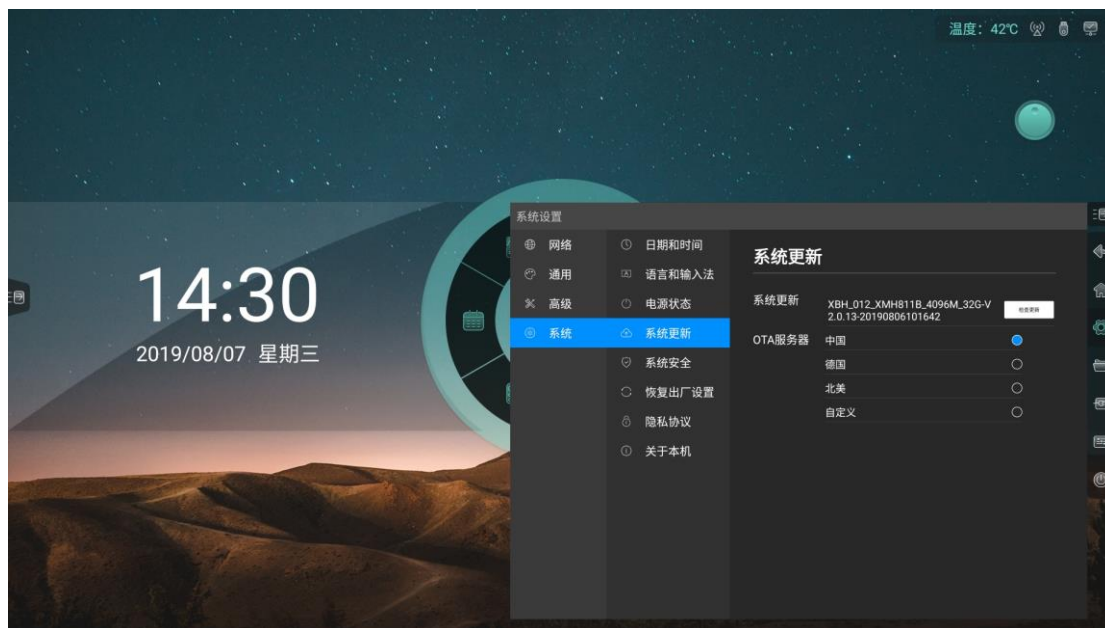 温度：42℃
14:30
2019/08/07 星期三
系统设置
网络
通用
高级
系统
日期和时间
语言和输入法
电源状态
系统更新
系统安全
恢复出厂设置
隐私协议
关于本机
系统更新
系统更新
XBH_012_XMH811B_4096M_32G-V
2.0.13-20190806101642
检查更新
OTA服务器
中国
德国
北美
自定义